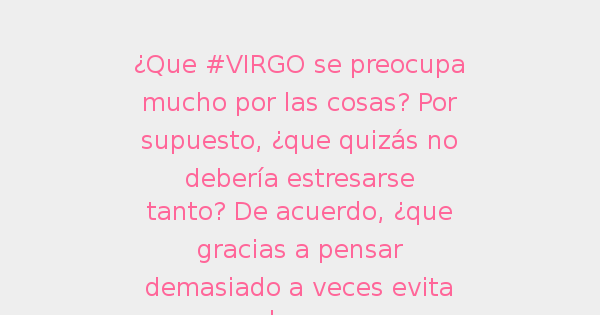 ¿Que #VIRGO se preocupa
mucho por las cosas? Por
supuesto, ¿que quizás no
debería estresarse
tanto? De acuerdo, ¿que
gracias a pensar
demasiado a veces evita